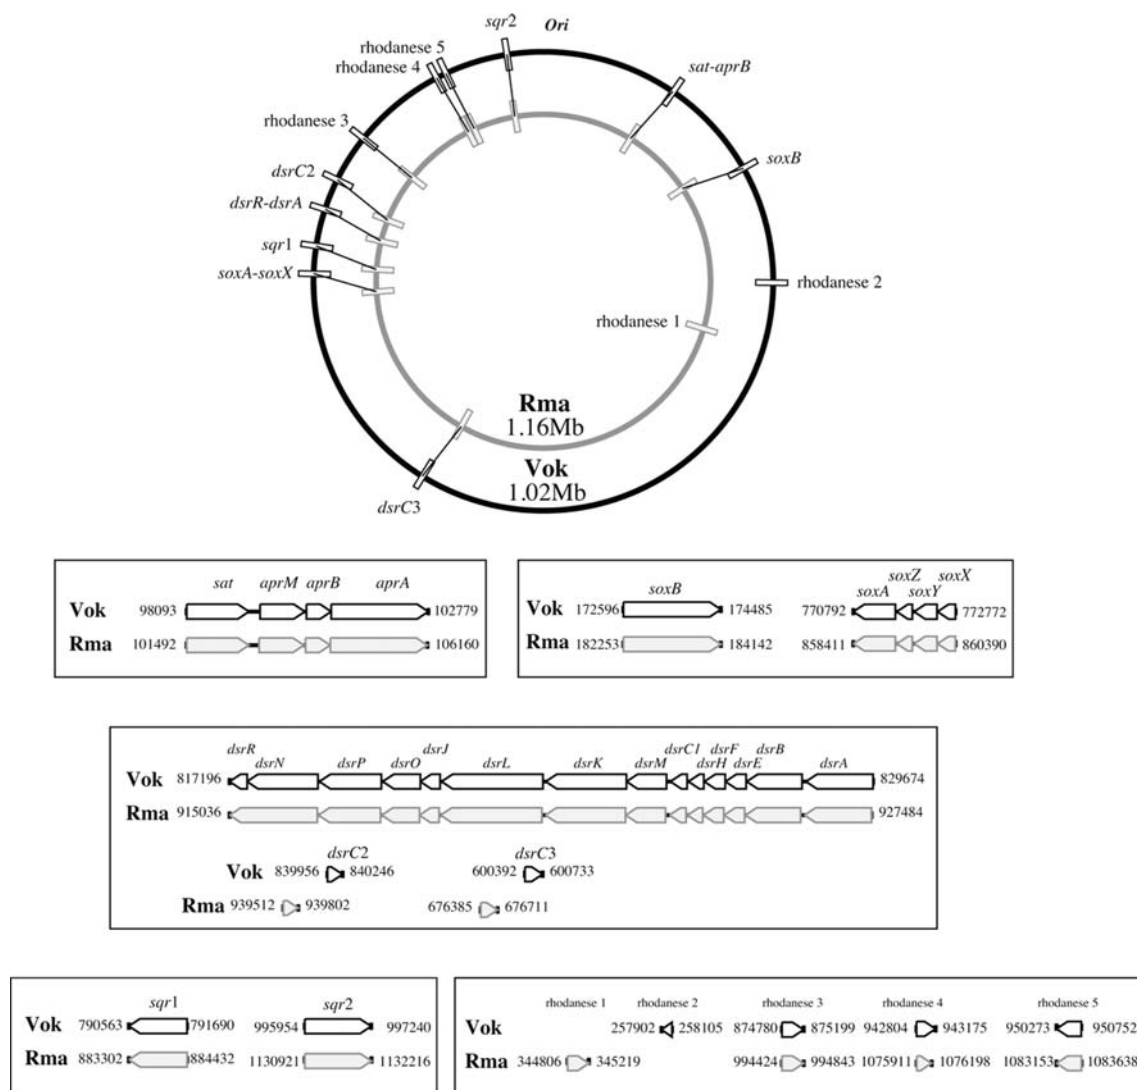 sqr2
Ori
rhodanese 5
rhodanese 4
sat-aprB
rhodanese 3
soxB
dsrC2
dsrR-dsrA
sqr1
soxA-soxX
rhodanese 2
rhodanese 1
Rma
1.16Mb
Vok
1.02Mb
dsrC3
sat aprM aprB aprA
Vok 98093 102779
Rma 101492 106160
soxB soxA soxZ soxY soxX
Vok 172596 174485 770792 772772
Rma 182253 184142 858411 860390
dsrR dsrJ dsrC1 dsrF dsrB
dsrN dsrP dsrO dsrL dsrK dsrM dsrH dsrE dsrA
Vok 817196 829674
Rma 915036 927484
dsrC2 dsrC3
Vok 839956 840246 600392 600733
Rma 939512 939802 676385 676711
sqr1 sqr2
Vok 790563 791690 995954 997240
Rma 883302 884432 1130921 1132216
rhodanese 1 rhodanese 2 rhodanese 3 rhodanese 4 rhodanese 5
Vok 257902 258105 874780 875199 942804 943175 950273 950752
Rma 344806 345219 994424 994843 1075911 1076198 1083153 1083638